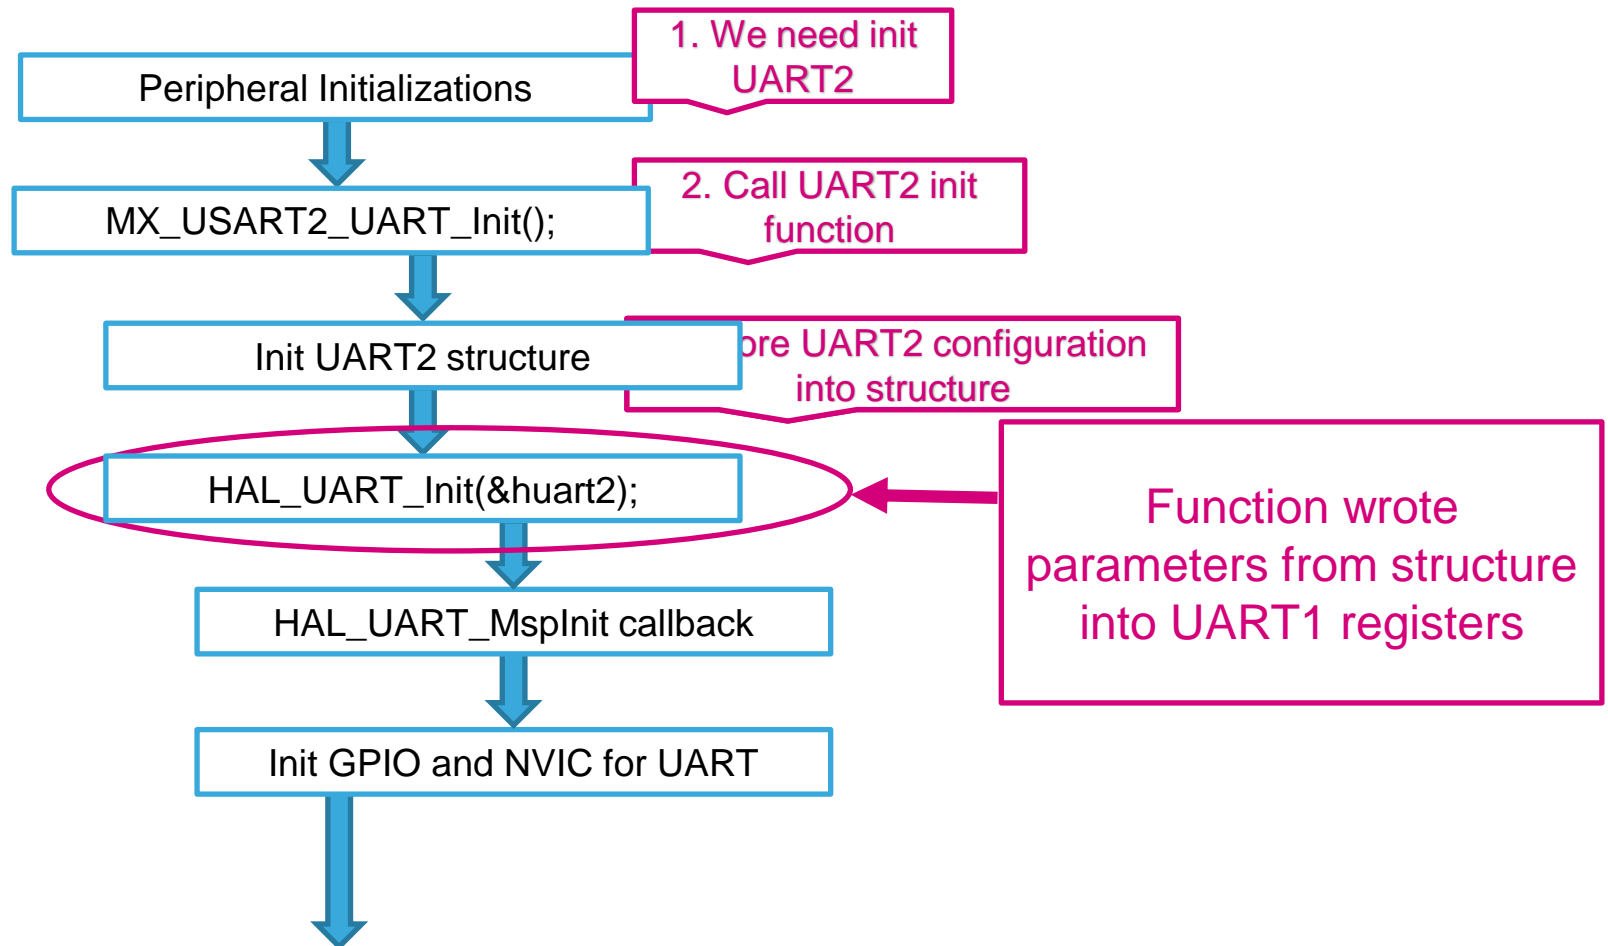 1. We need init
UART2
Peripheral Initializations
2. Call UART2 init
function
MX_USART2_UART_Init();
ore UART2 configuration
into structure
Init UART2 structure
HAL_UART_Init(&huart2);
Function wrote
parameters from structure
into UART1 registers
HAL_UART_MspInit callback
Init GPIO and NVIC for UART